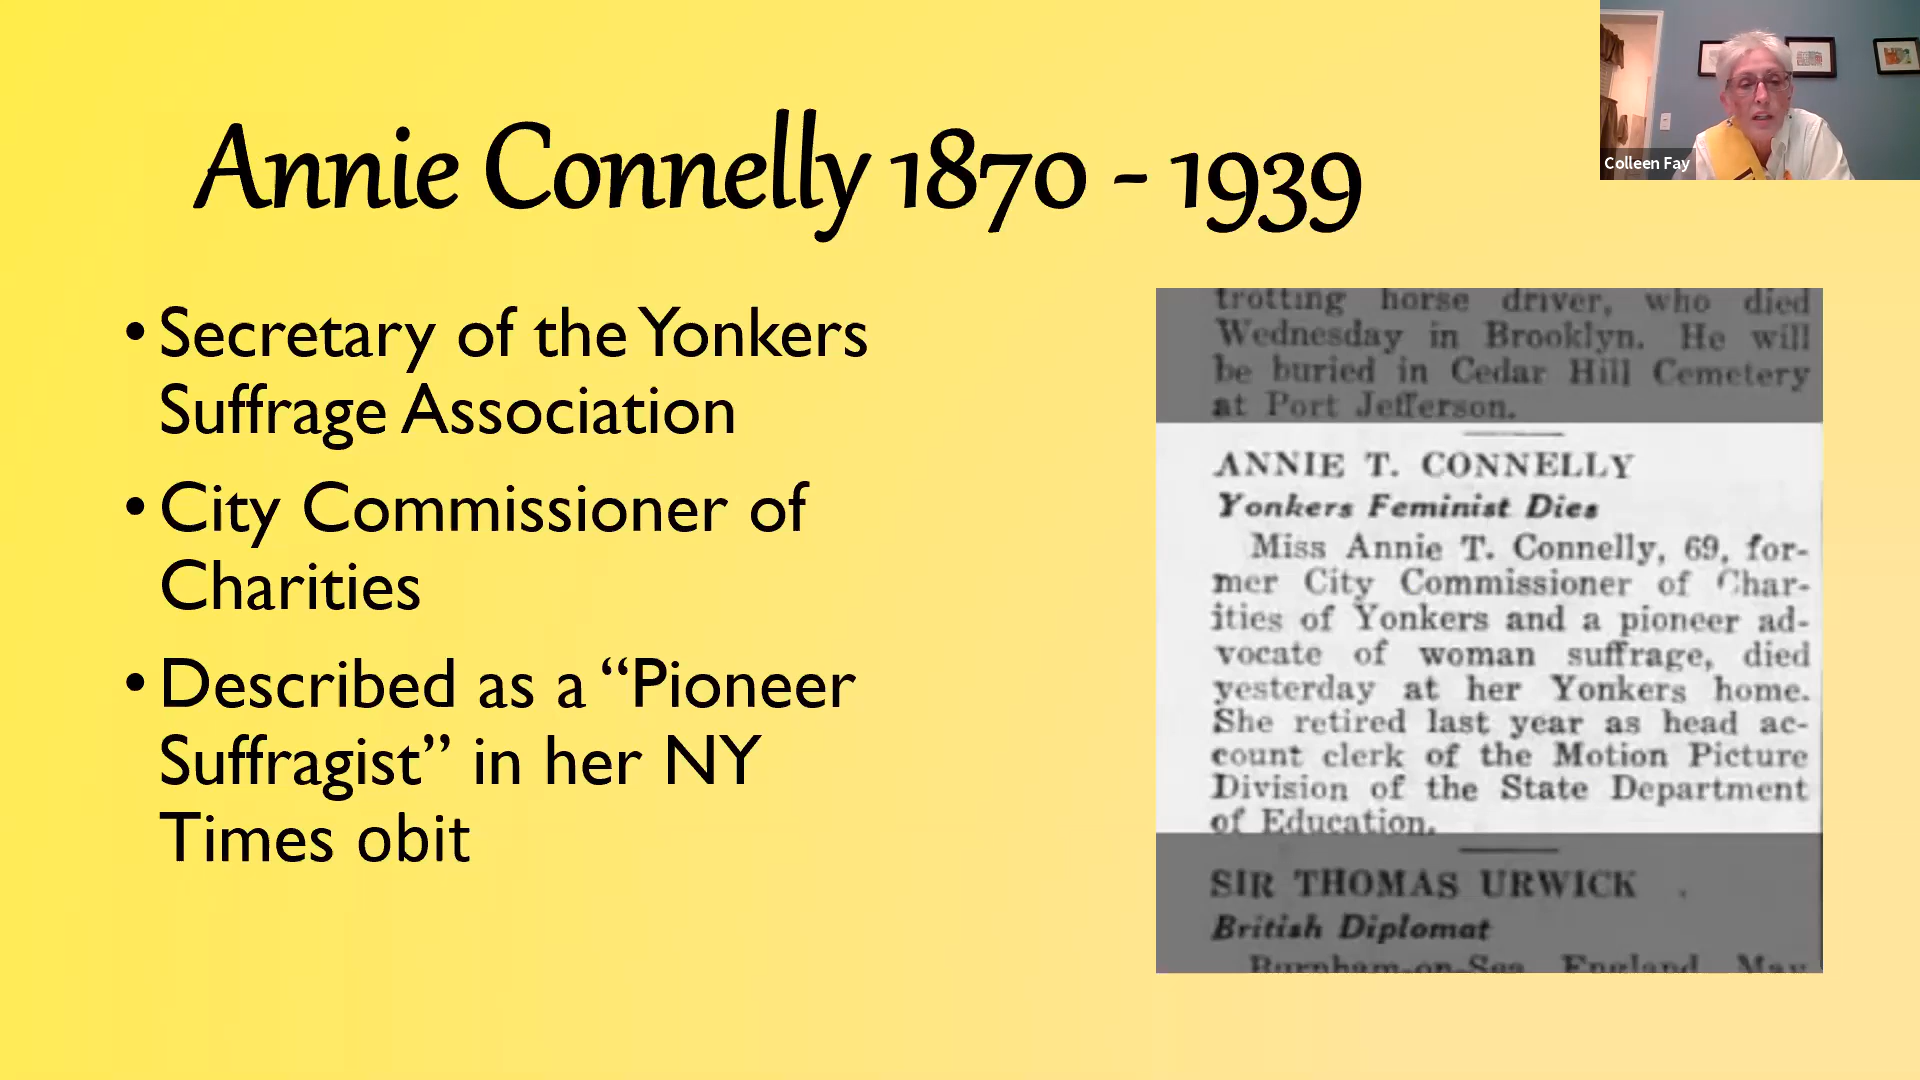 Annie Connelly 1870 - 1939
• Secretary of the Yonkers
Suffrage Association
• City Commissioner of
Charities
• Described as a “Pioneer
Suffragist” in her NY
Times obit
trotting horse driver, who died
Wednesday in Brooklyn. He will
be buried in Cedar Hill Cemetery
at Port Jefferson.
ANNIE T. CONNELLY
Yonkers Feminist Dies
Miss Annie T. Connelly, 69, for-
mer City Commissioner of Char-
ities of Yonkers and a pioneer ad-
vocate of woman suffrage, died
yesterday at her Yonkers home.
She retired last year as head ac-
count clerk of the Motion Picture
Division of the State Department
of Education.
SIR THOMAS URWICK
British Diplomat
Burnham-on-Sea, England, May
Colleen Fay